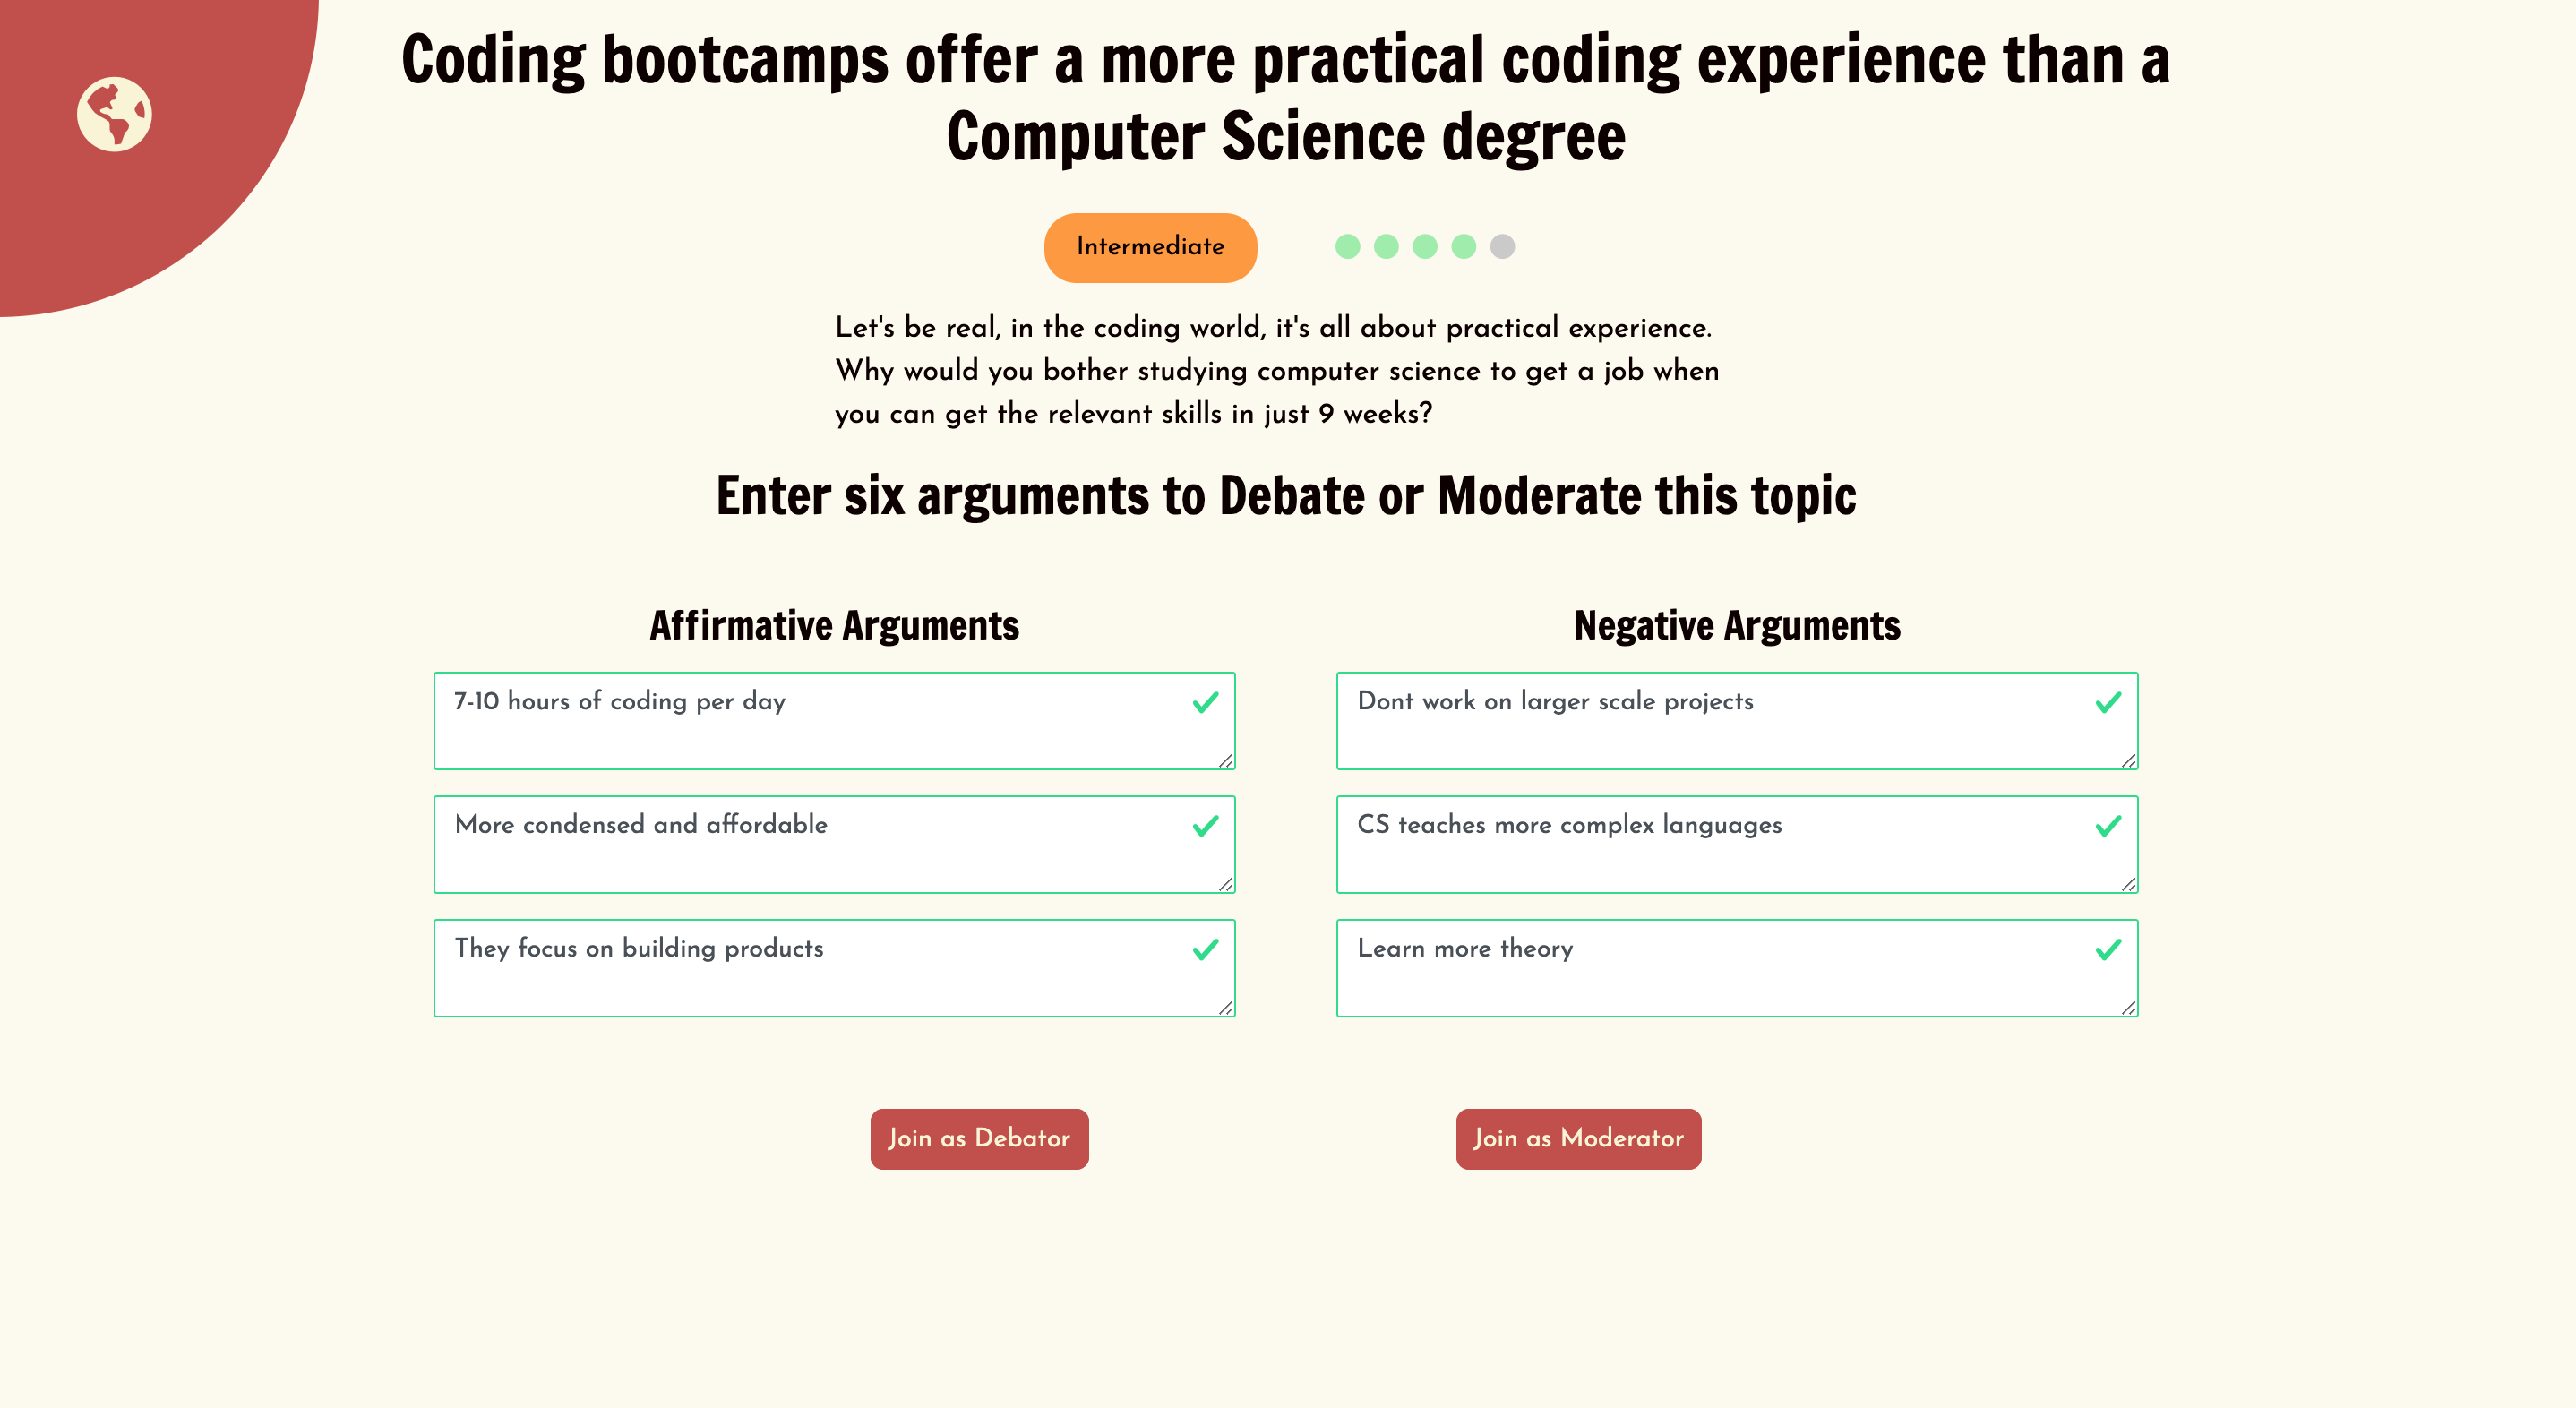 Coding bootcamps offer a more practical coding experience than a
Computer Science degree
Intermediate
Let's be real, in the coding world, it's all about practical experience.
Why would you bother studying computer science to get a job when
you can get the relevant skills in just 9 weeks?
Enter six arguments to Debate or Moderate this topic
Affirmative Arguments
7-10 hours of coding per day
More condensed and affordable
They focus on building products
Negative Arguments
Dont work on larger scale projects
CS teaches more complex languages
Learn more theory
Join as Debator
Join as Moderator